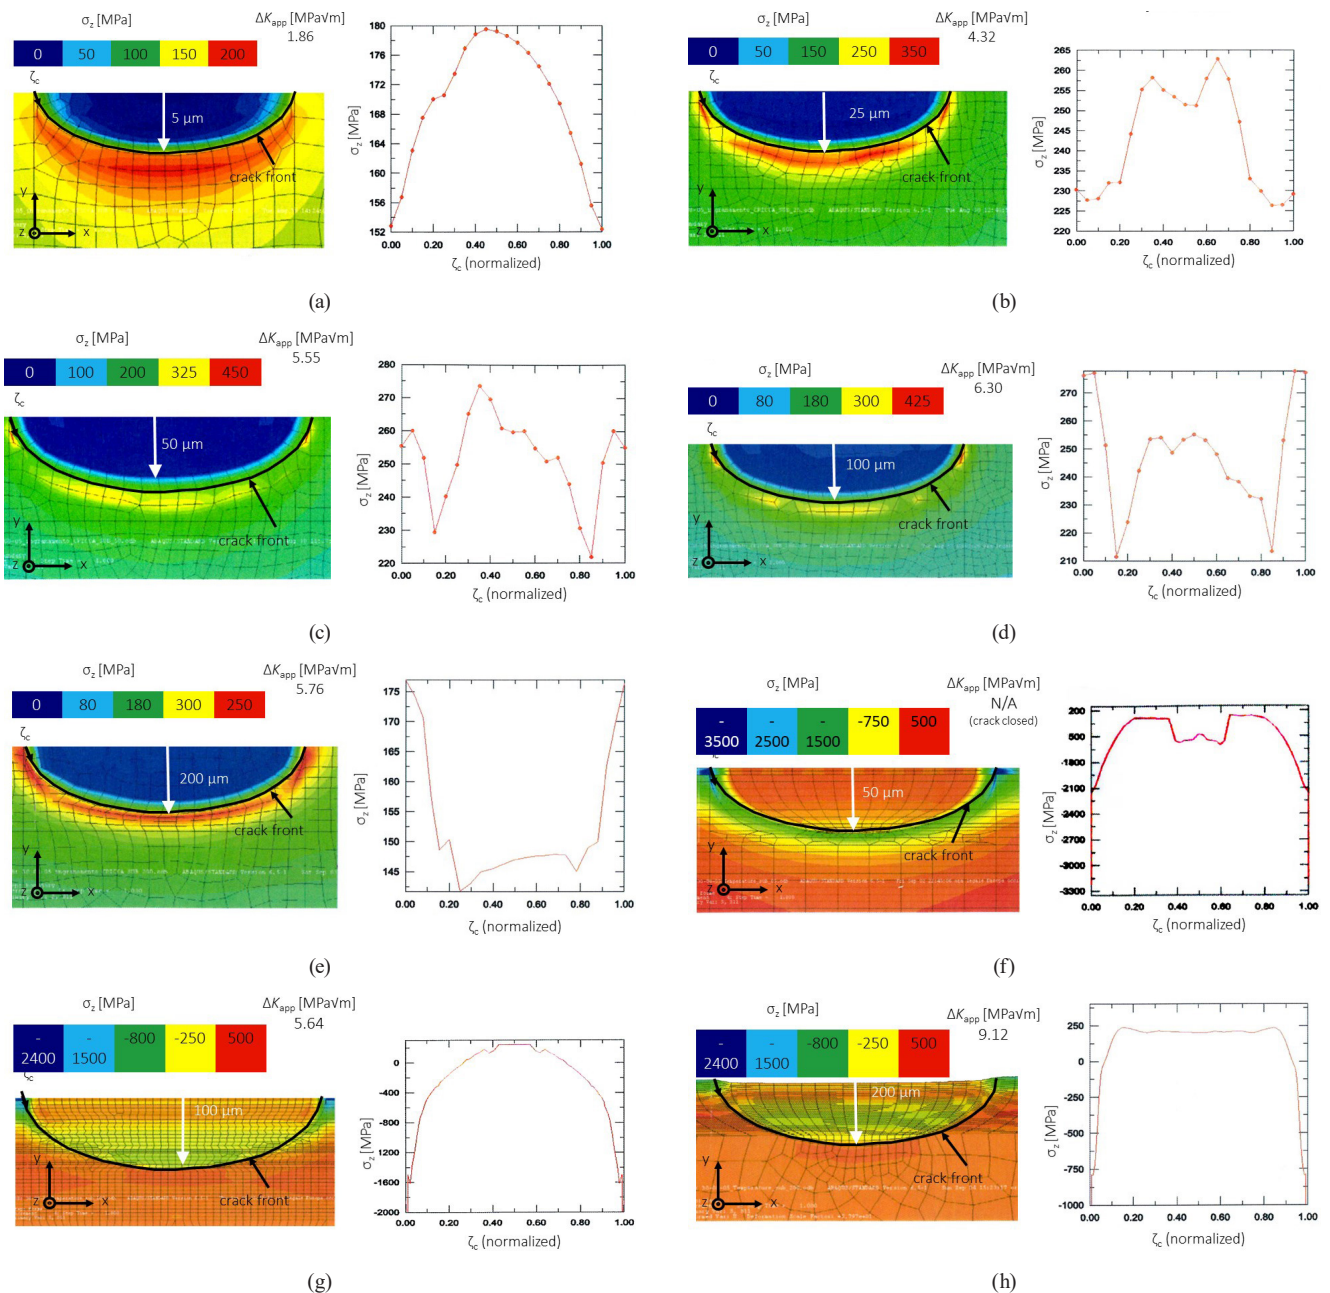 σz [MPa]
ΔKapp [MPa√m]
1.86
0 50 100 150 200
ζc
5 µm
crack front
y
z x
σz [MPa]
180
176
172
168
164
160
156
152
0.00 0.20 0.40 0.60 0.80 1.00
ζc (normalized)
(a)
σz [MPa]
ΔKapp [MPa√m]
4.32
0 50 150 250 350
ζc
25 µm
crack front
y
z x
σz [MPa]
265
260
255
250
245
240
235
230
225
220
0.00 0.20 0.40 0.60 0.80 1.00
ζc (normalized)
(b)
σz [MPa]
ΔKapp [MPa√m]
5.55
0 100 200 325 450
ζc
50 µm
crack front
y
z x
σz [MPa]
280
270
260
250
240
230
220
0.00 0.20 0.40 0.60 0.80 1.00
ζc (normalized)
(c)
σz [MPa]
ΔKapp [MPa√m]
6.30
0 80 180 300 425
ζc
100 µm
crack front
y
z x
σz [MPa]
270
260
250
240
230
220
210
0.00 0.20 0.40 0.60 0.80 1.00
ζc (normalized)
(d)
σz [MPa]
ΔKapp [MPa√m]
5.76
0 80 180 300 250
ζc
200 µm
crack front
y
z x
σz [MPa]
175
170
165
160
155
150
145
0.00 0.20 0.40 0.60 0.80 1.00
ζc (normalized)
(e)
σz [MPa]
ΔKapp [MPa√m]
N/A
(crack closed)
-3500 -2500 -1500 -750 500
50 µm
crack front
y
z x
σz [MPa]
200
500
-1800
-2100
-2400
-2700
-3000
-3300
0.00 0.20 0.40 0.60 0.80 1.00
ζc (normalized)
(f)
σz [MPa]
ΔKapp [MPa√m]
5.64
-2400 -1500 -800 -250 500
ζc
100 µm
crack front
y
z x
σz [MPa]
0
-400
-800
-1200
-1600
-2000
0.00 0.20 0.40 0.60 0.80 1.00
ζc (normalized)
(g)
σz [MPa]
ΔKapp [MPa√m]
9.12
-2400 -1500 -800 -250 500
ζc
200 µm
crack front
y
z x
σz [MPa]
250
0
-250
-500
-750
-1000
0.00 0.20 0.40 0.60 0.80 1.00
ζc (normalized)
(h)